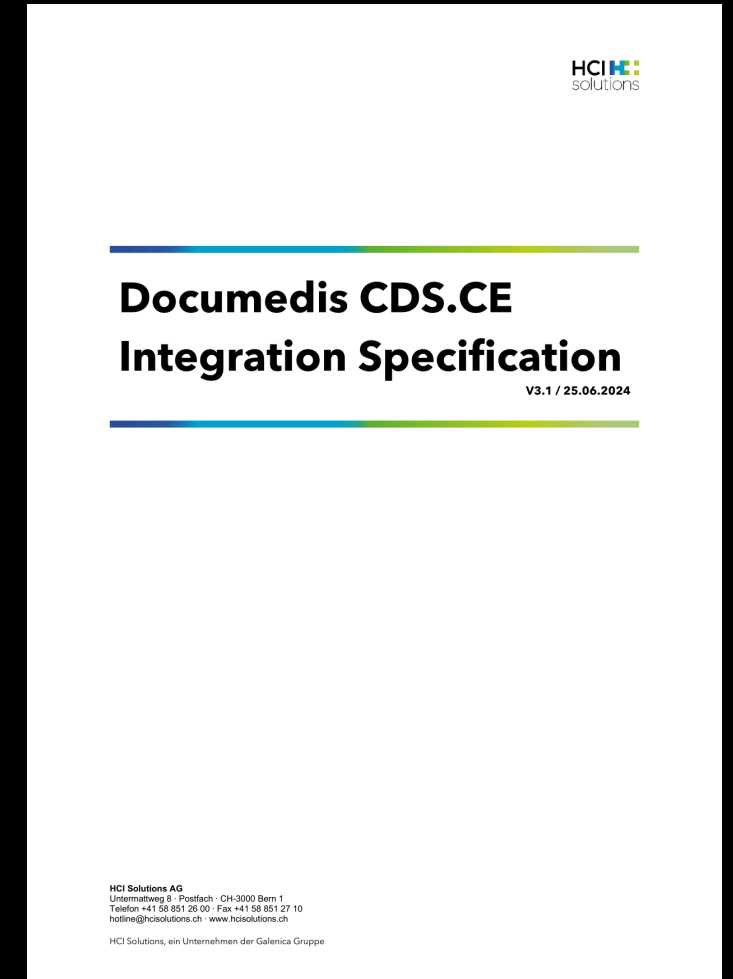 HCI
solutions
Documedis CDS.CE
Integration Specification
V3.1 / 25.06.2024
HCI Solutions AG
Untermattweg 8 · Postfach · CH-3000 Bern 1
Telefon +41 58 851 26 00 · Fax +41 58 851 27 10
hotline@hcisolutions.ch · www.hcisolutions.ch
HCI Solutions, ein Unternehmen der Galenica Gruppe